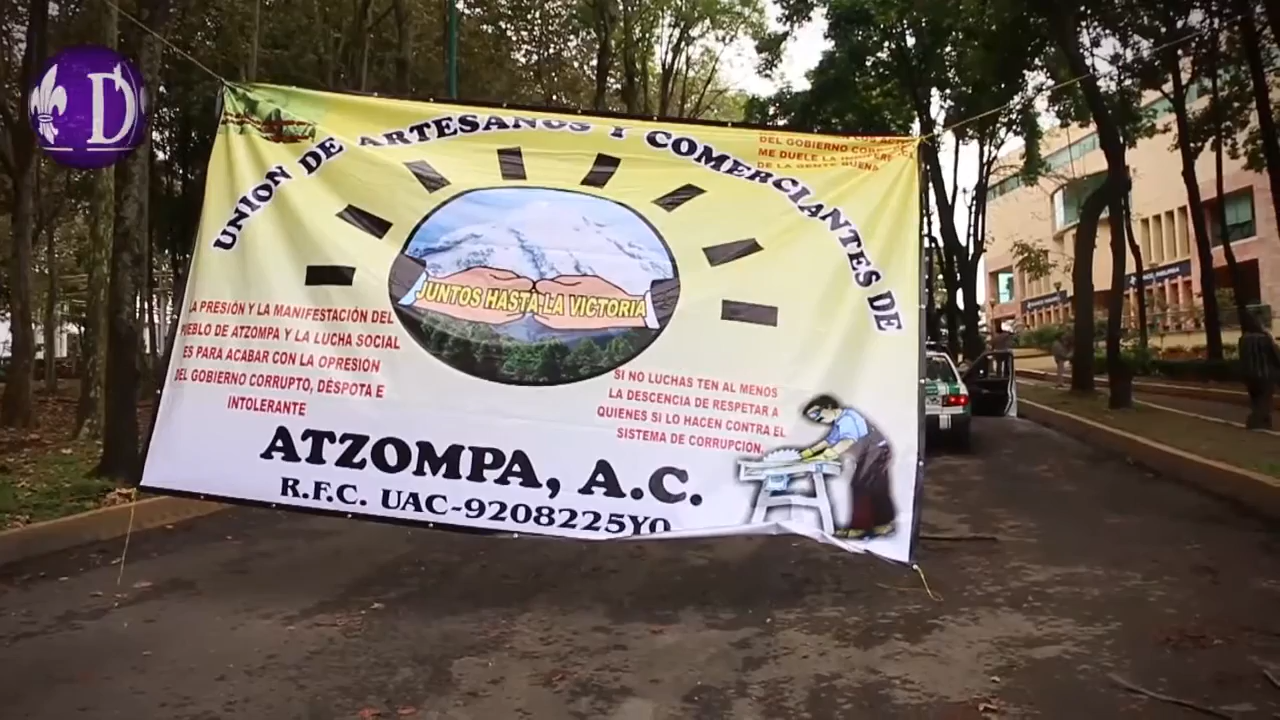 D
UNION DE ARTESANOS Y COMERCIANTES DE
DEL GOBIERNO
ME DUELE LA
DE LA GENTE BUENA
JUNTOS HASTA LA VICTORIA
LA PRESIÓN Y LA MANIFESTACIÓN DEL
PUEBLO DE ATZOMPA Y LA LUCHA SOCIAL
ES PARA ACABAR CON LA OPRESIÓN
DEL GOBIERNO CORRUPTO, DÉSPOTA E
INTOLERANTE
SI NO LUCHAS TEN AL MENOS
LA DESCENCIA DE RESPETAR A
QUIENES SI LO HACEN CONTRA EL
SISTEMA DE CORRUPCION.
ATZOMPA, A.C.
R.F.C. UAC-9208225Y0